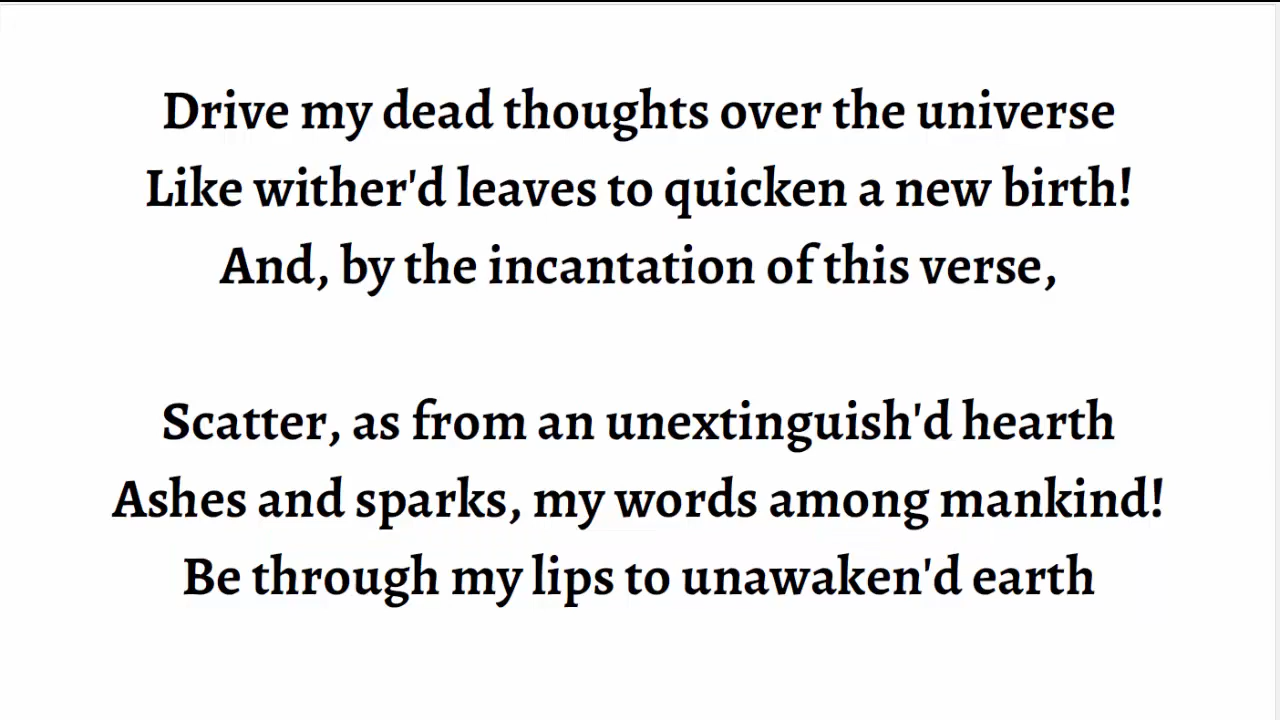 Drive my dead thoughts over the universe
Like wither'd leaves to quicken a new birth!
And, by the incantation of this verse,
Scatter, as from an unextinguish'd hearth
Ashes and sparks, my words among mankind!
Be through my lips to unawaken'd earth